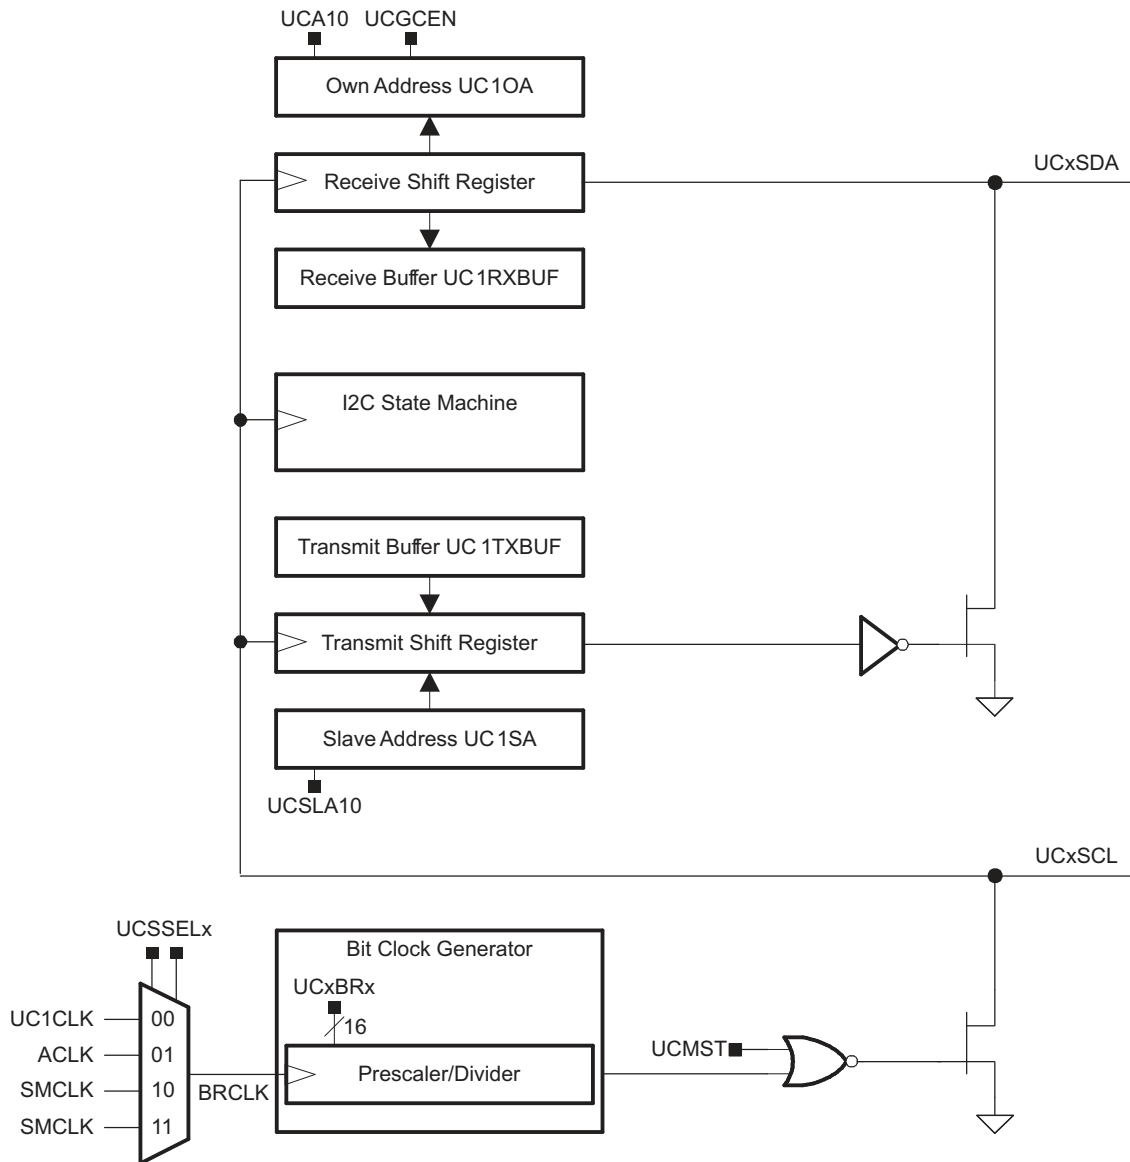 UCA10 UCGCEN
Own Address UC1OA
UCxSDA
Receive Shift Register
Receive Buffer UC1RXBUF
I2C State Machine
Transmit Buffer UC1TXBUF
Transmit Shift Register
Slave Address UC1SA
UCSLA10
UCxSCL
UCSSELx
Bit Clock Generator
UCxBRx
UC1CLK 00
16
ACLK 01
UCMST
SMCLK 10
BRCLK
Prescaler/Divider
SMCLK 11